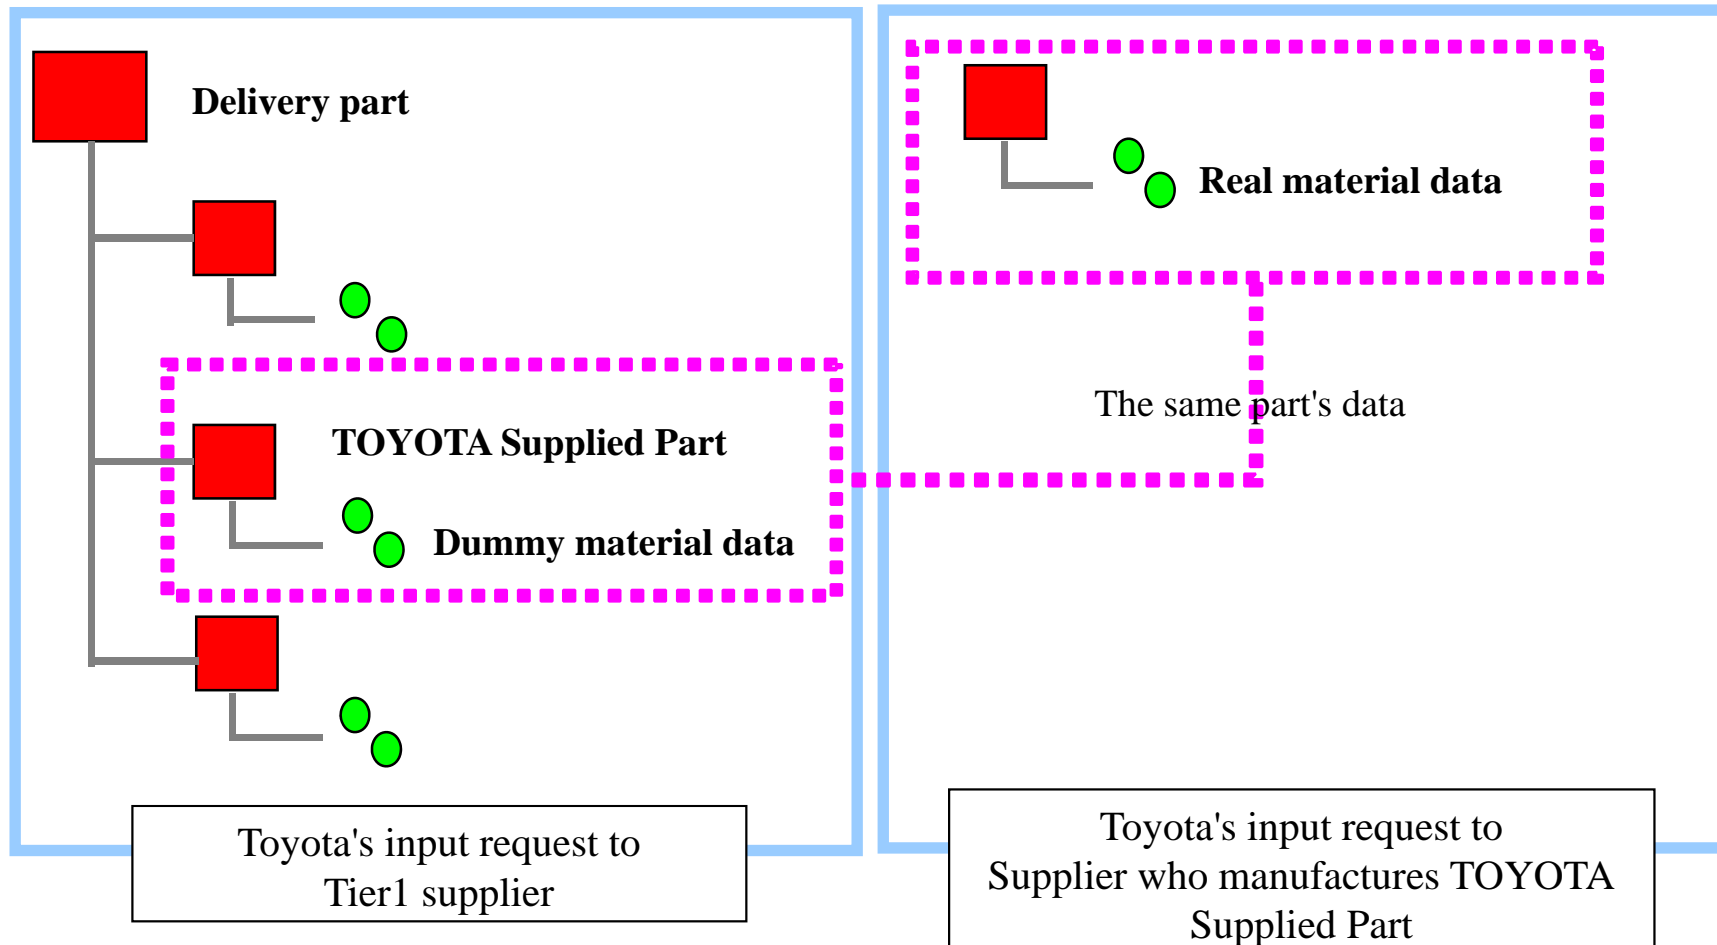 Delivery part
TOYOTA Supplied Part
Dummy material data
Toyota's input request to
Tier1 supplier
Real material data
The same part's data
Toyota's input request to
Supplier who manufactures TOYOTA
Supplied Part